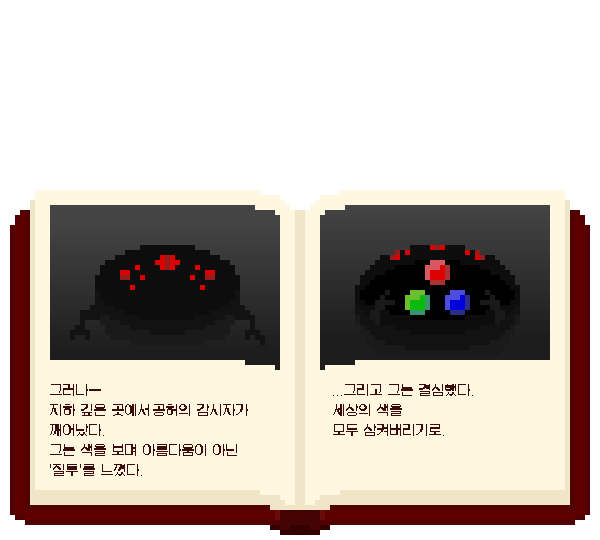 그러나—
지하 깊은 곳에서 공허의 감시자가
깨어났다.
그는 색을 보며 아름다움이 아닌
'질투'를 느꼈다.
...그리고 그는 결심했다.
세상의 색을
모두 삼켜버리기로.